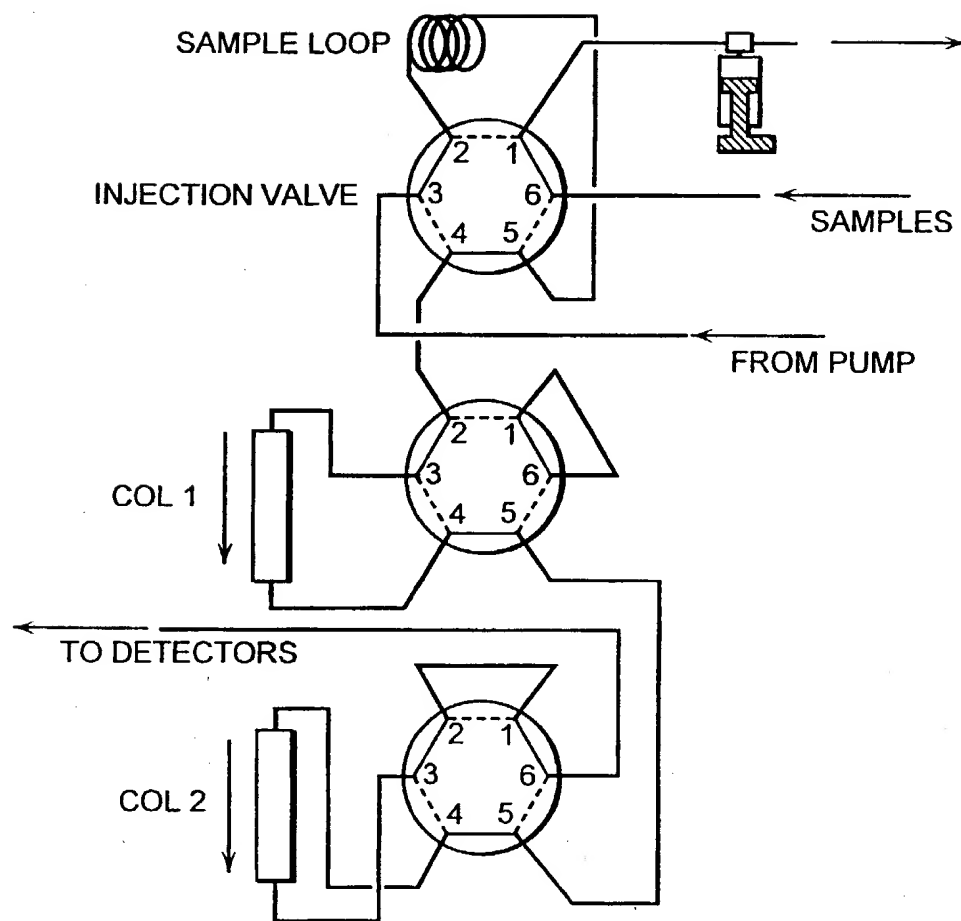 SAMPLE LOOP
2 1
INJECTION VALVE
3 6
SAMPLES
4 5
FROM PUMP
2 1
COL 1
3 6
4 5
TO DETECTORS
2 1
COL 2
3 6
4 5